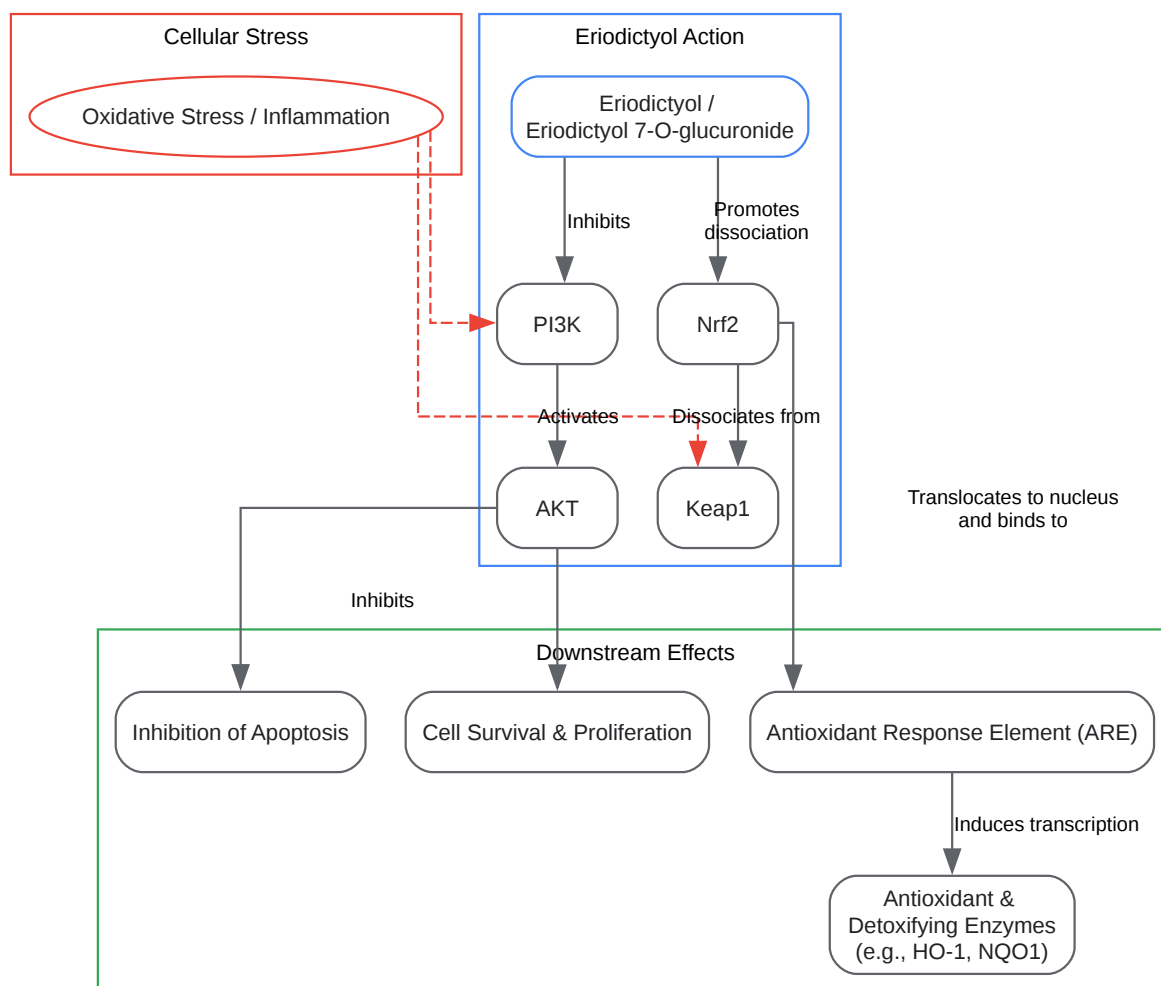 Cellular Stress
Eriodictyol Action
Oxidative Stress / Inflammation
Eriodictyol /
Eriodictyol 7-O-glucuronide
Inhibits
Promotes
dissociation
PI3K
Nrf2
Activates
Dissociates from
AKT
Keap1
Translocates to nucleus
and binds to
Inhibits
Downstream Effects
Inhibition of Apoptosis
Cell Survival & Proliferation
Antioxidant Response Element (ARE)
Induces transcription
Antioxidant &
Detoxifying Enzymes
(e.g., HO-1, NQO1)